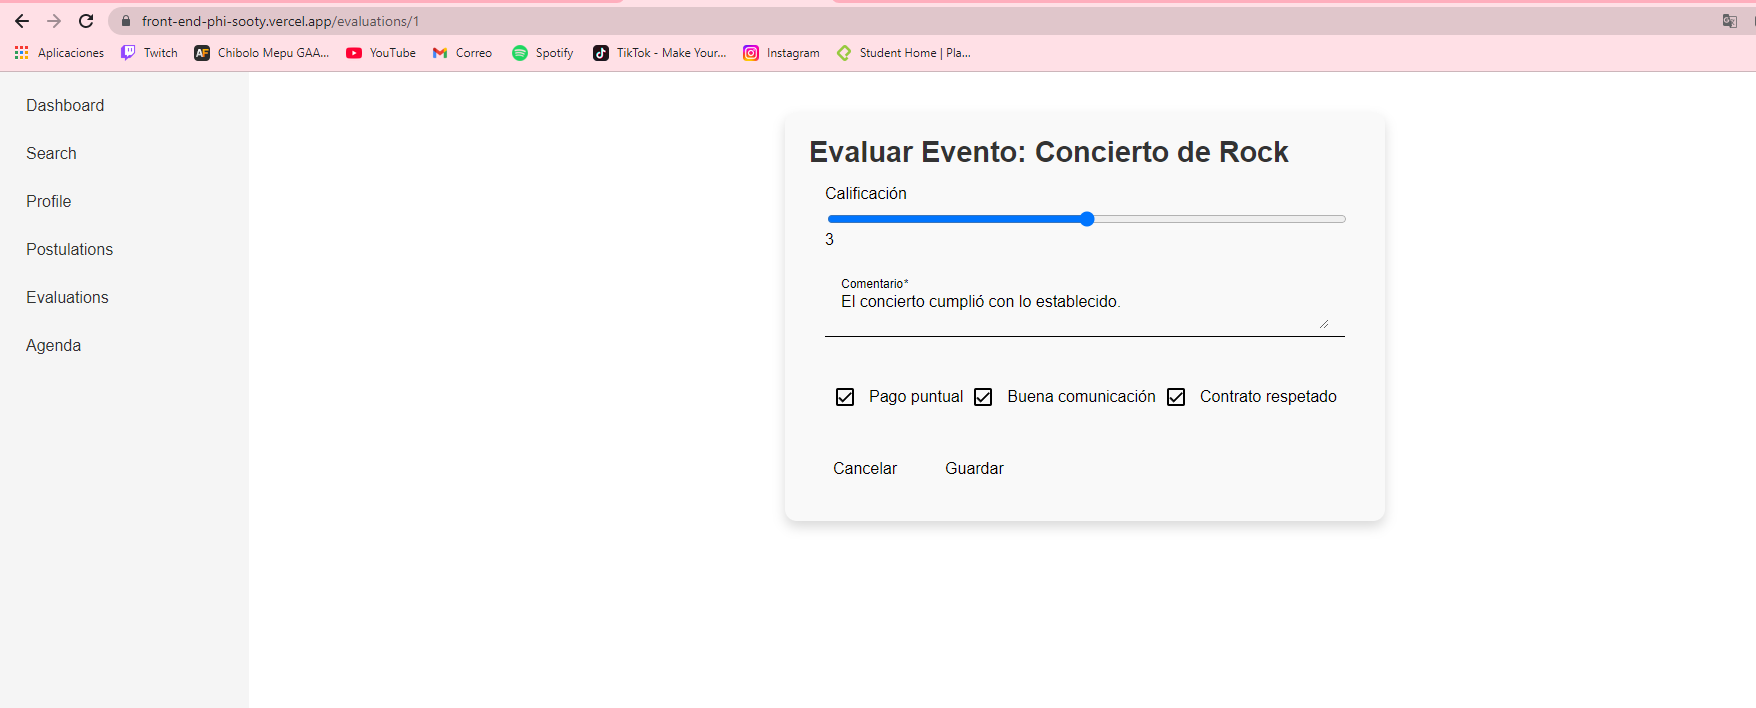 front-end-phi-sooty.vercel.app/evaluations/1
Aplicaciones Twitch Chibolo Mepu GAA... YouTube Correo Spotify TikTok - Make Your... Instagram Student Home | Pla...
Dashboard
Search
Profile
Postulations
Evaluations
Agenda
Evaluar Evento: Concierto de Rock
Calificación
3
Comentario*
El concierto cumplió con lo establecido.
Pago puntual Buena comunicación Contrato respetado
Cancelar Guardar